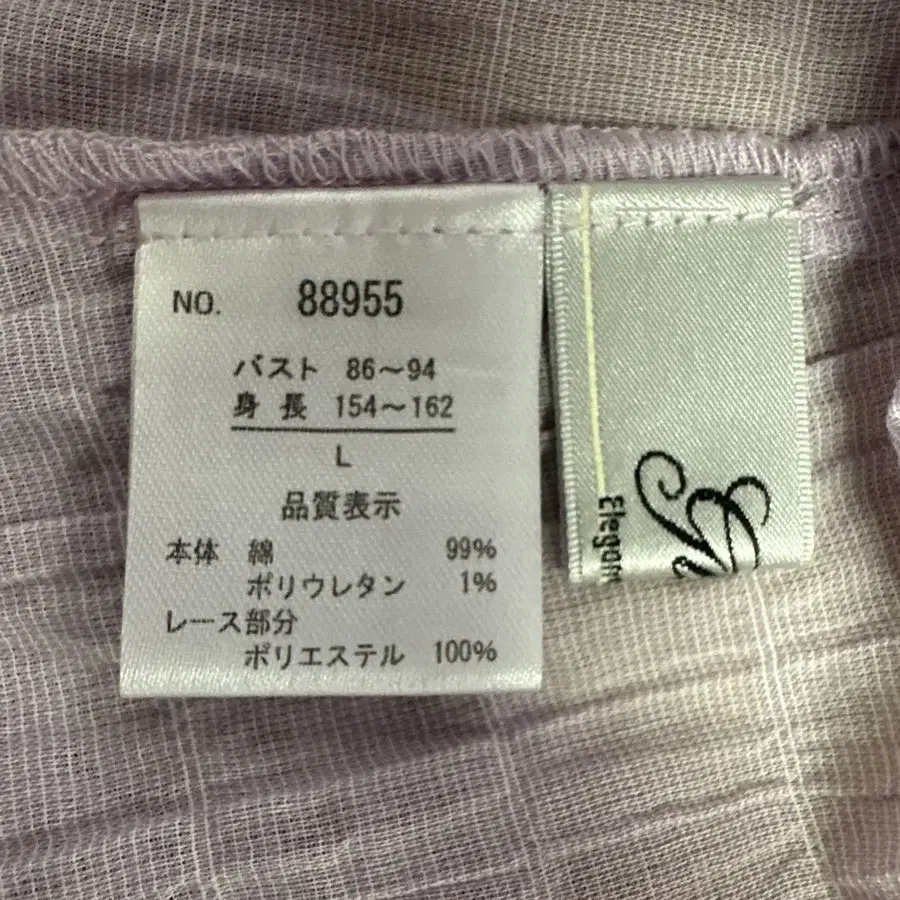 NO. 88955
バスト 86～94
身長 154～162
L
品質表示
本体 綿 99%
ポリウレタン 1%
レース部分
ポリエステル 100%